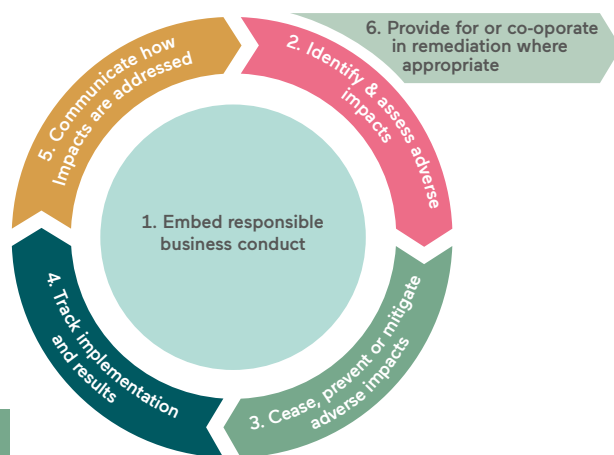 1. Embed responsible
business conduct
2. Identify & assess adverse
impacts
3. Cease, prevent or mitigate
adverse impacts
4. Track implementation
and results
5. Communicate how
Impacts are addressed
6. Provide for or co-oporate
in remediation where
appropriate